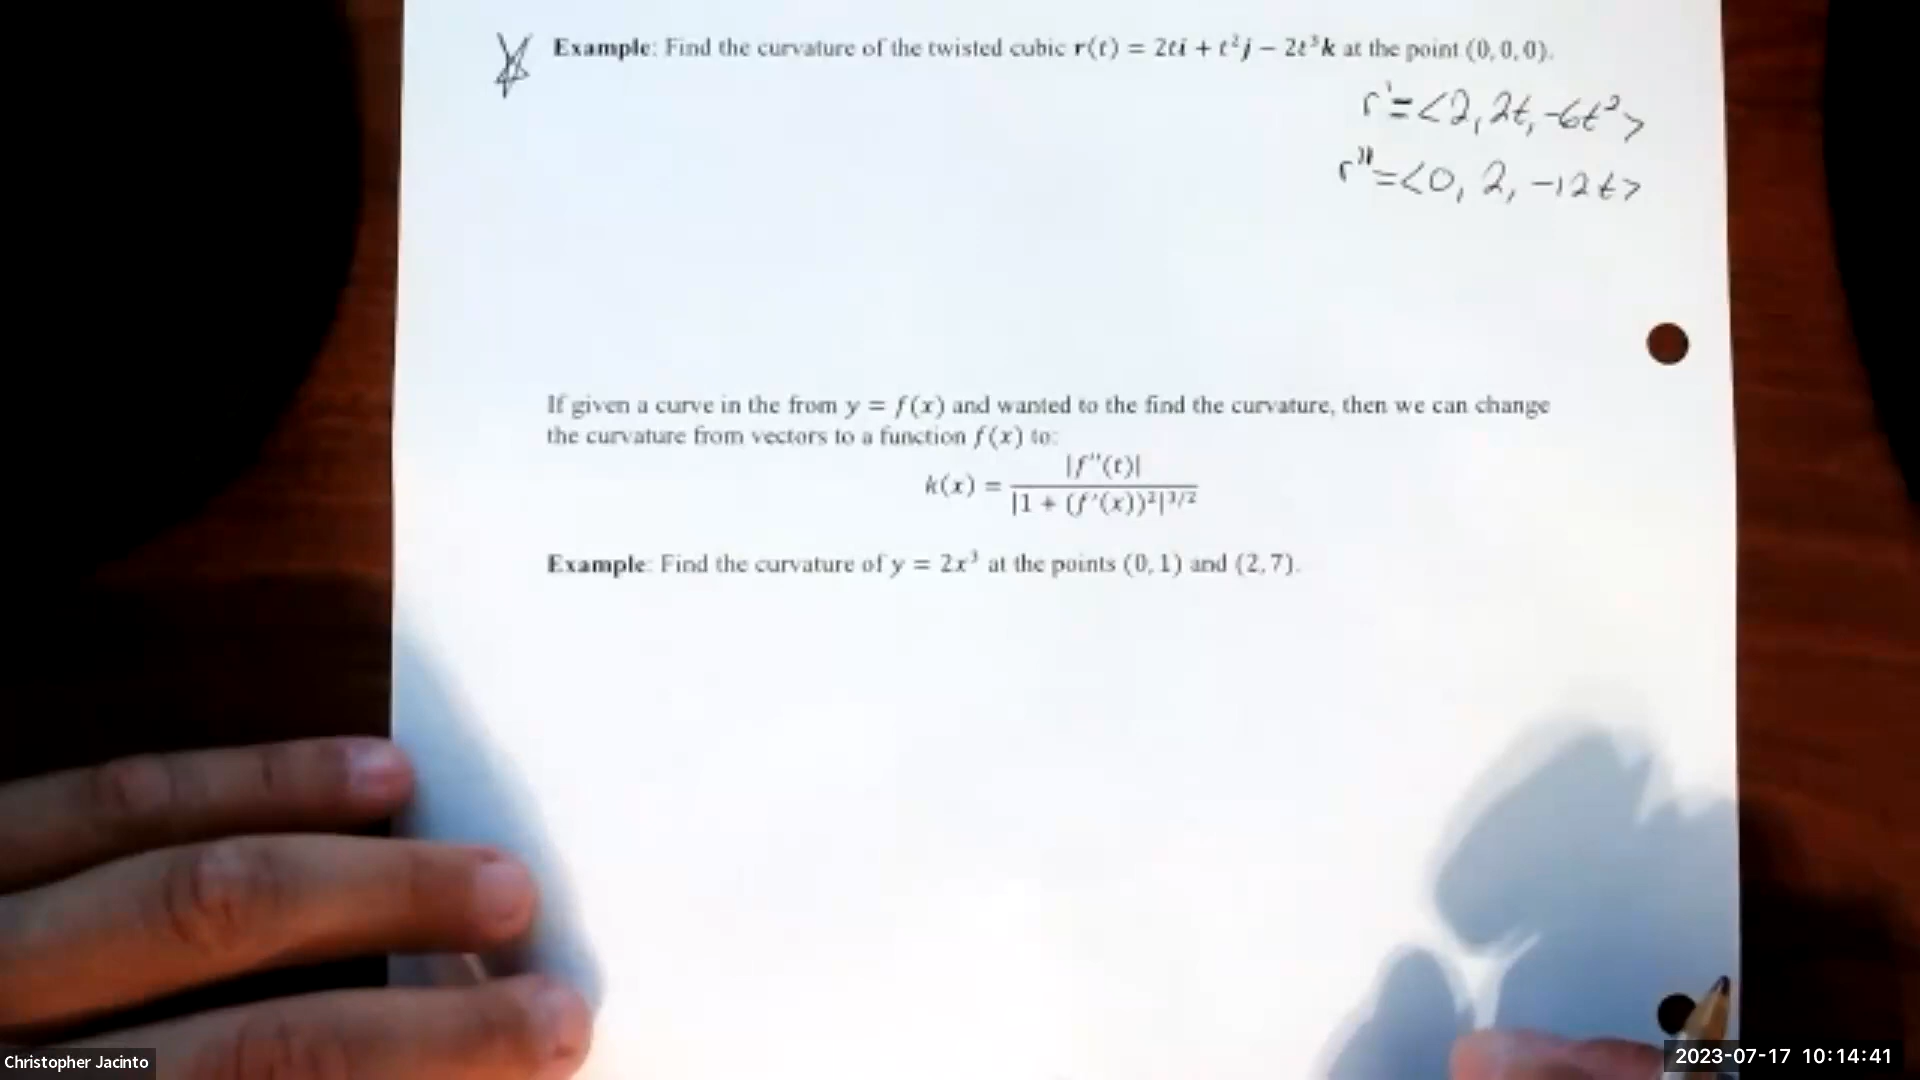 Example: Find the curvature of the twisted cubic r(t) = 2ti + t²j − 2t³k at the point (0, 0, 0).
r' = <2, 2t, -6t²>
r'' = <0, 2, -12t>
If given a curve in the from y = f(x) and wanted to the find the curvature, then we can change
the curvature from vectors to a function f(x) to:
k(x) = |f''(t)| / |1 + (f'(x))²|^3/2
Example: Find the curvature of y = 2x³ at the points (0, 1) and (2, 7).
Christopher Jacinto
2023-07-17 10:14:41